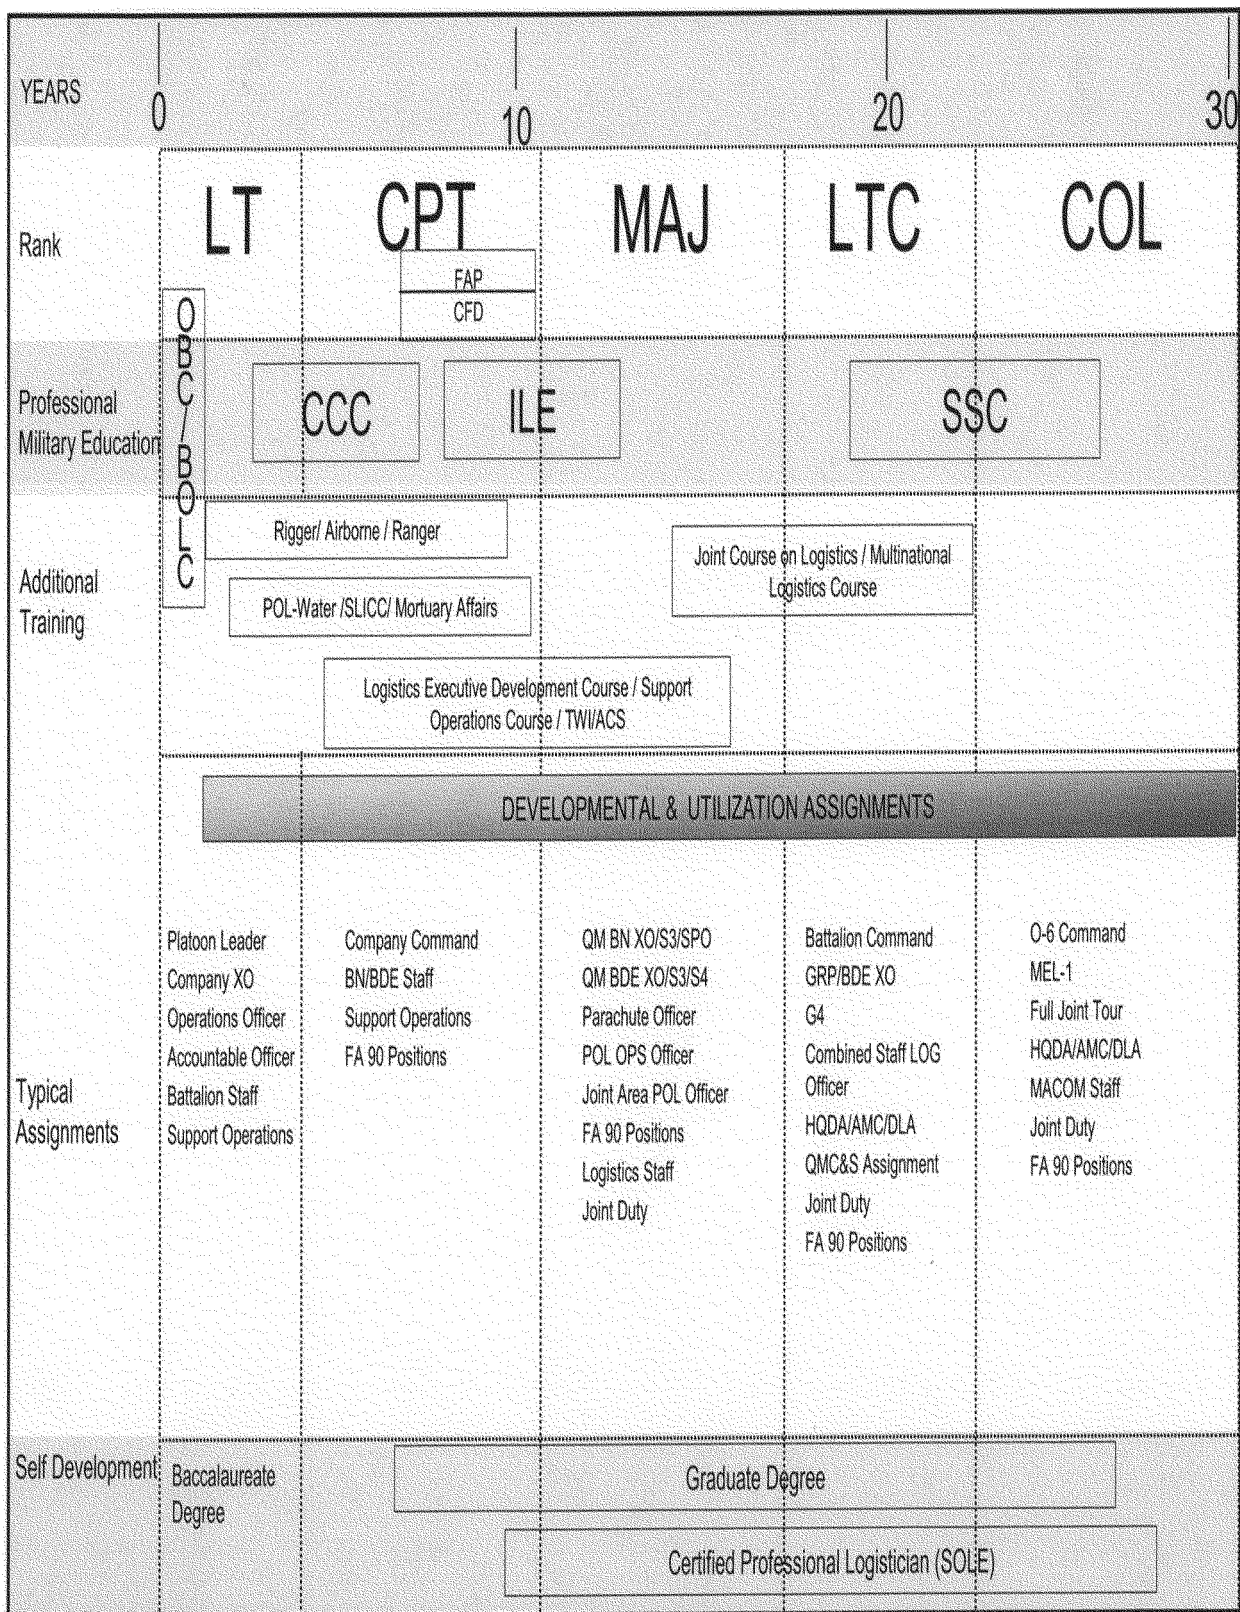 YEARS
0
10
20
30
Rank
LT
CPT
MAJ
LTC
COL
FAP
CFD
OBC/BOLC
Professional
Military Education
CCC
ILE
SSC
Additional
Training
Rigger/ Airborne / Ranger
POL-Water /SLICC/ Mortuary Affairs
Logistics Executive Development Course / Support
Operations Course / TWI/ACS
Joint Course on Logistics / Multinational
Logistics Course
DEVELOPMENTAL & UTILIZATION ASSIGNMENTS
Typical
Assignments
Platoon Leader
Company XO
Operations Officer
Accountable Officer
Battalion Staff
Support Operations
Company Command
BN/BDE Staff
Support Operations
FA 90 Positions
QM BN XO/S3/SPO
QM BDE XO/S3/S4
Parachute Officer
POL OPS Officer
Joint Area POL Officer
FA 90 Positions
Logistics Staff
Joint Duty
Battalion Command
GRP/BDE XO
G4
Combined Staff LOG
Officer
HQDA/AMC/DLA
QMC&S Assignment
Joint Duty
FA 90 Positions
O-6 Command
MEL-1
Full Joint Tour
HQDA/AMC/DLA
MACOM Staff
Joint Duty
FA 90 Positions
Self Development
Baccalaureate
Degree
Graduate Degree
Certified Professional Logistician (SOLE)